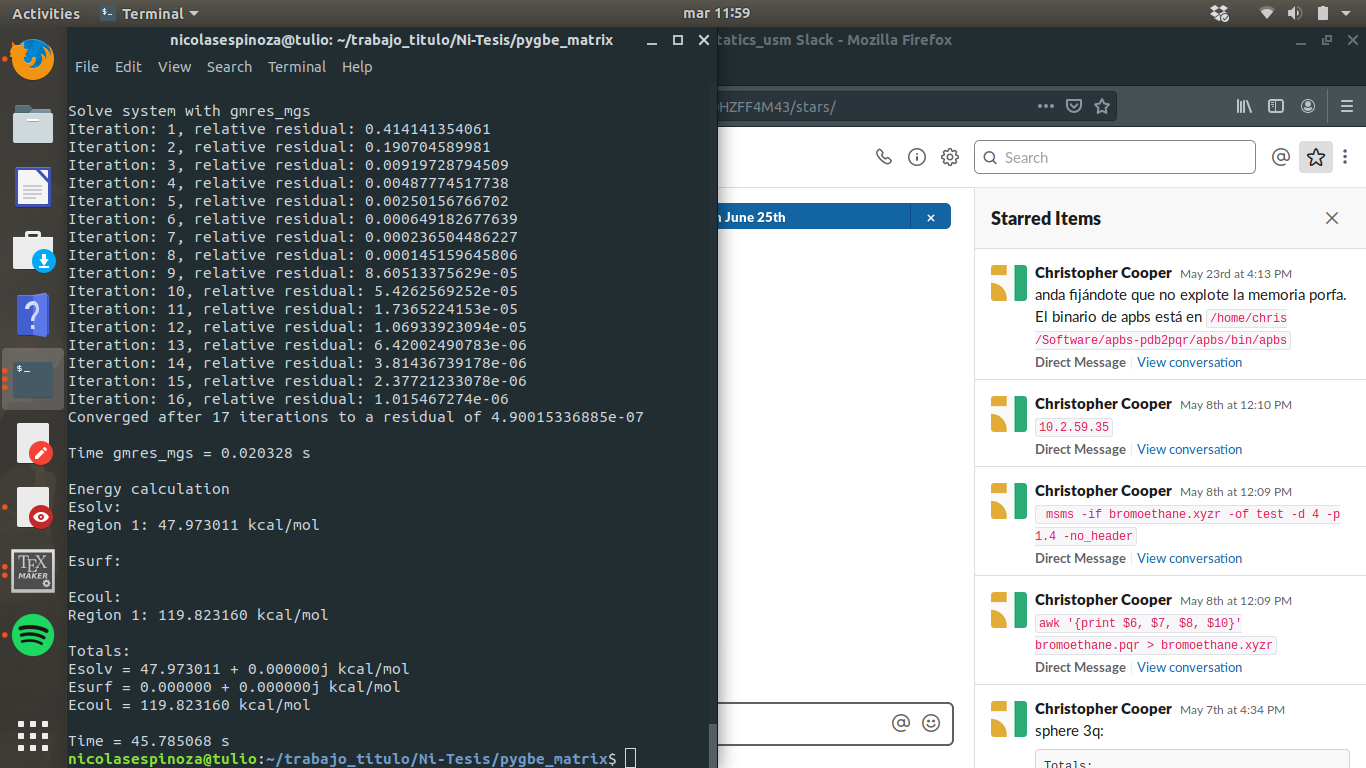 Activities
Terminal
mar 11:59
nicolasespinoza@tulio: ~/trabajo_titulo/Ni-Tesis/pygbe_matrix
File Edit View Search Terminal Help
Solve system with gmres_mgs
Iteration: 1, relative residual: 0.414141354061
Iteration: 2, relative residual: 0.190704589981
Iteration: 3, relative residual: 0.00919728794509
Iteration: 4, relative residual: 0.00487774517738
Iteration: 5, relative residual: 0.00250156766702
Iteration: 6, relative residual: 0.000649182677639
Iteration: 7, relative residual: 0.000236504486227
Iteration: 8, relative residual: 0.000145159645806
Iteration: 9, relative residual: 8.60513375629e-05
Iteration: 10, relative residual: 5.4262569252e-05
Iteration: 11, relative residual: 1.7365224153e-05
Iteration: 12, relative residual: 1.06933923094e-05
Iteration: 13, relative residual: 6.42002490783e-06
Iteration: 14, relative residual: 3.81436739178e-06
Iteration: 15, relative residual: 2.37721233078e-06
Iteration: 16, relative residual: 1.015467274e-06
Converged after 17 iterations to a residual of 4.90015336885e-07
Time gmres_mgs = 0.020328 s
Energy calculation
Esolv:
Region 1: 47.973011 kcal/mol
Esurf:
Ecoul:
Region 1: 119.823160 kcal/mol
Totals:
Esolv = 47.973011 + 0.000000j kcal/mol
Esurf = 0.000000 + 0.000000j kcal/mol
Ecoul = 119.823160 kcal/mol
Time = 45.785068 s
nicolasespinoza@tulio:~/trabajo_titulo/Ni-Tesis/pygbe_matrix$
TEX
MAKER
tatics_usm Slack - Mozilla Firefox
HZFF4M43/stars/
Search
June 25th
Starred Items
Christopher Cooper May 23rd at 4:13 PM
anda fijándote que no explote la memoria porfa.
El binario de apbs está en /home/chris
/Software/apbs-pdb2pqr/apbs/bin/apbs
Direct Message View conversation
Christopher Cooper May 8th at 12:10 PM
10.2.59.35
Direct Message View conversation
Christopher Cooper May 8th at 12:09 PM
msms -if bromoethane.xyzr -of test -d 4 -p
1.4 -no_header
Direct Message View conversation
Christopher Cooper May 8th at 12:09 PM
awk '{print $6, $7, $8, $10}'
bromoethane.pqr > bromoethane.xyzr
Direct Message View conversation
Christopher Cooper May 7th at 4:34 PM
sphere 3q:
Totals: